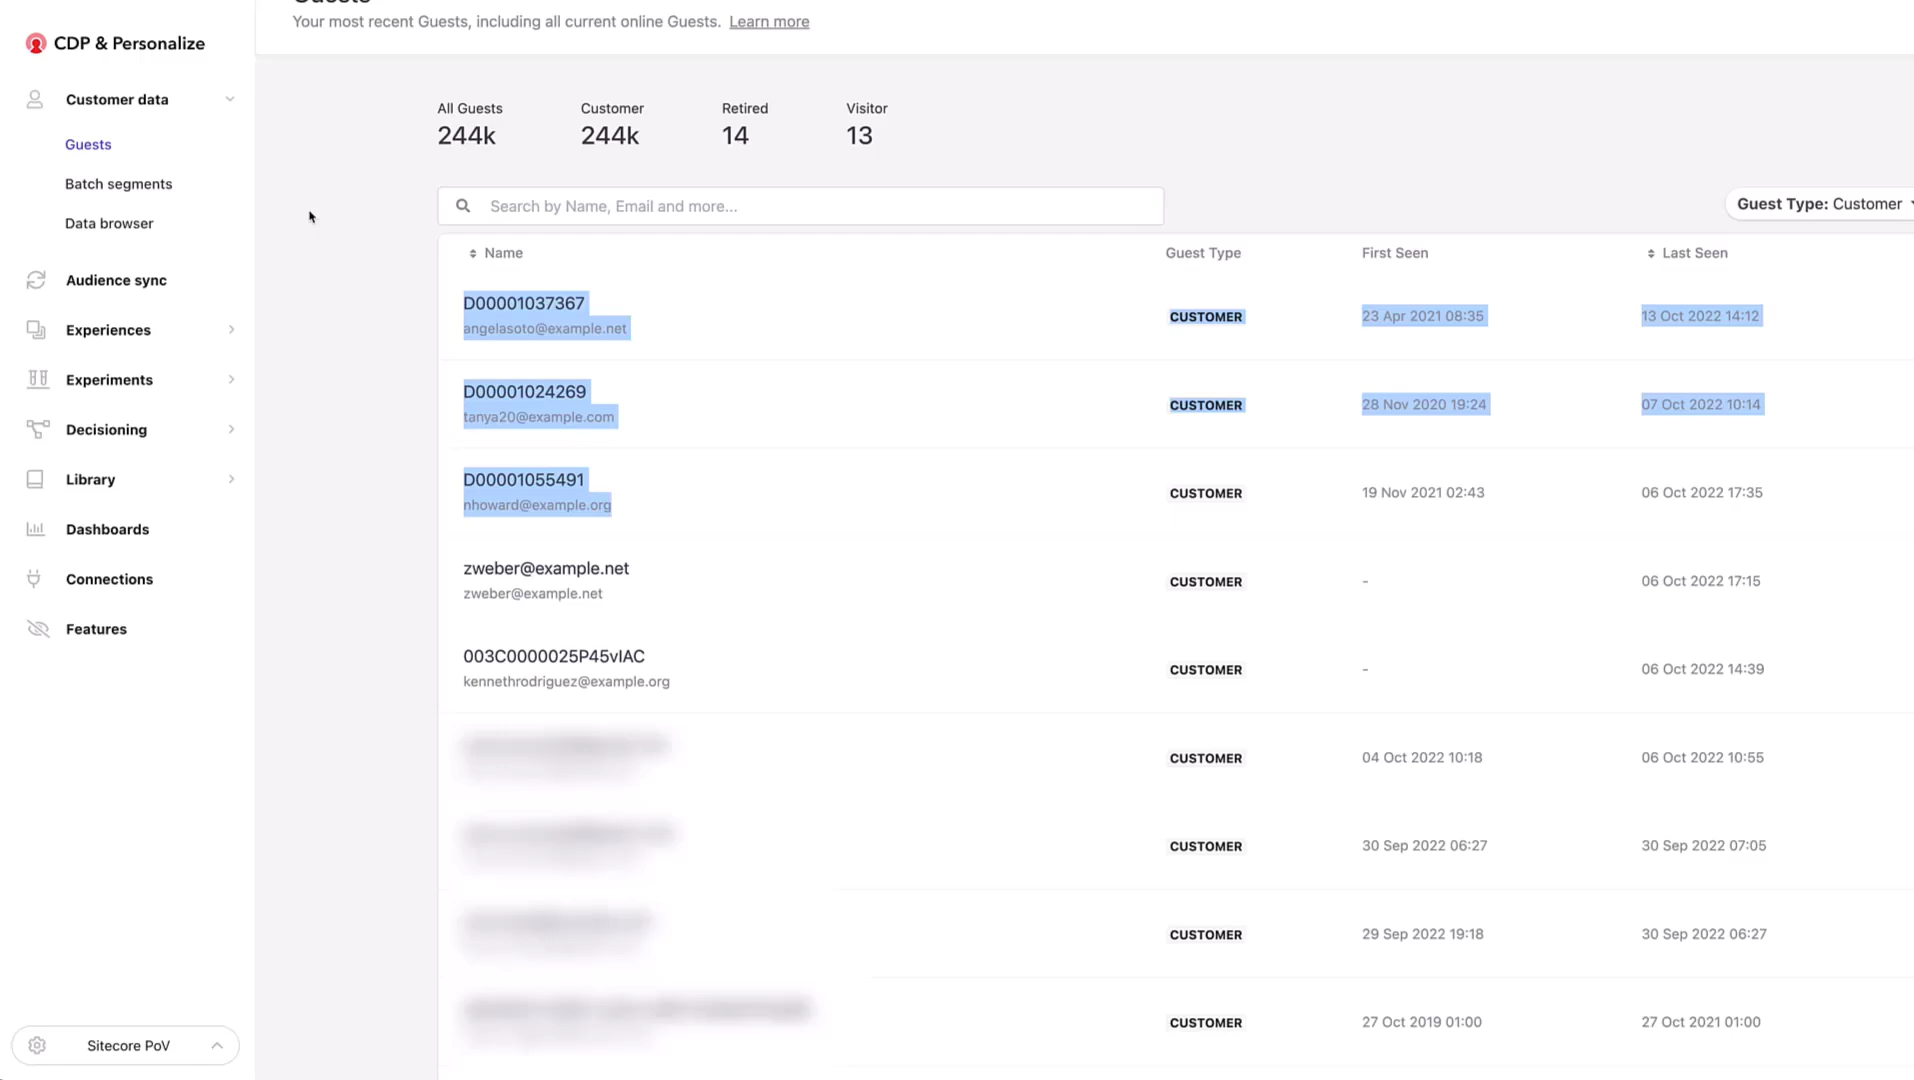 Guests
Your most recent Guests, including all current online Guests. Learn more
CDP & Personalize
Customer data
Guests
Batch segments
Data browser
Audience sync
Experiences
Experiments
Decisioning
Library
Dashboards
Connections
Features
Sitecore PoV
All Guests Customer Retired Visitor
244k 244k 14 13
Search by Name, Email and more...
Guest Type: Customer
Name Guest Type First Seen Last Seen
D00001037367
angelasoto@example.net
CUSTOMER 23 Apr 2021 08:35 13 Oct 2022 14:12
D00001024269
tanya20@example.com
CUSTOMER 28 Nov 2020 19:24 07 Oct 2022 10:14
D00001055491
nhoward@example.org
CUSTOMER 19 Nov 2021 02:43 06 Oct 2022 17:35
zweber@example.net
zweber@example.net
CUSTOMER - 06 Oct 2022 17:15
003C0000025P45vIAC
kennethrodriguez@example.org
CUSTOMER - 06 Oct 2022 14:39
CUSTOMER 04 Oct 2022 10:18 06 Oct 2022 10:55
CUSTOMER 30 Sep 2022 06:27 30 Sep 2022 07:05
CUSTOMER 29 Sep 2022 19:18 30 Sep 2022 06:27
CUSTOMER 27 Oct 2019 01:00 27 Oct 2021 01:00